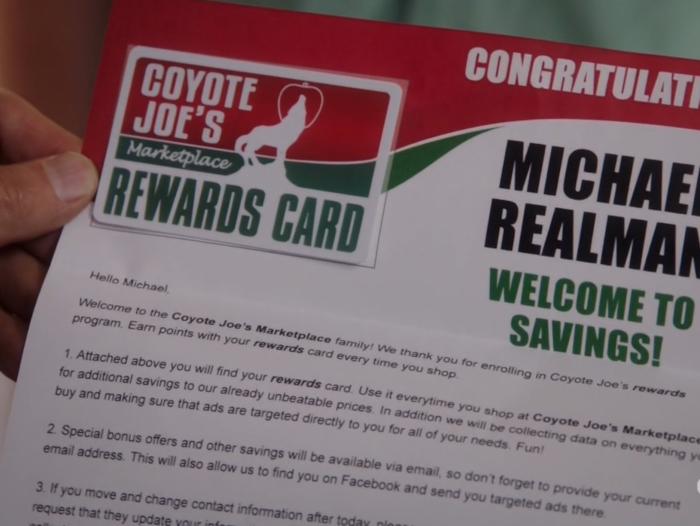 COYOTE
JOE'S
Marketplace
REWARDS CARD
CONGRATULATI
MICHAEL
REALMAN
WELCOME TO
SAVINGS!
Hello Michael,
Welcome to the Coyote Joe's Marketplace family! We thank you for enrolling in Coyote Joe's rewards
program. Earn points with your rewards card every time you shop.
1. Attached above you will find your rewards card. Use it everytime you shop at Coyote Joe's Marketplace
for additional savings to our already unbeatable prices. In addition we will be collecting data on everything yo
buy and making sure that ads are targeted directly to you for all of your needs. Fun!
2. Special bonus offers and other savings will be available via email, so don't forget to provide your current
email address. This will also allow us to find you on Facebook and send you targeted ads there.
3. If you move and change contact information after today,
request that they update your